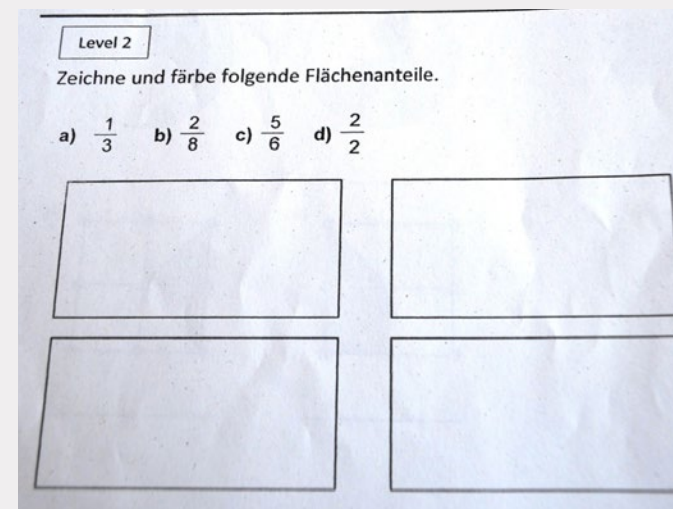 Level 2
Zeichne und färbe folgende Flächenanteile.
a) 1/3 b) 2/8 c) 5/6 d) 2/2